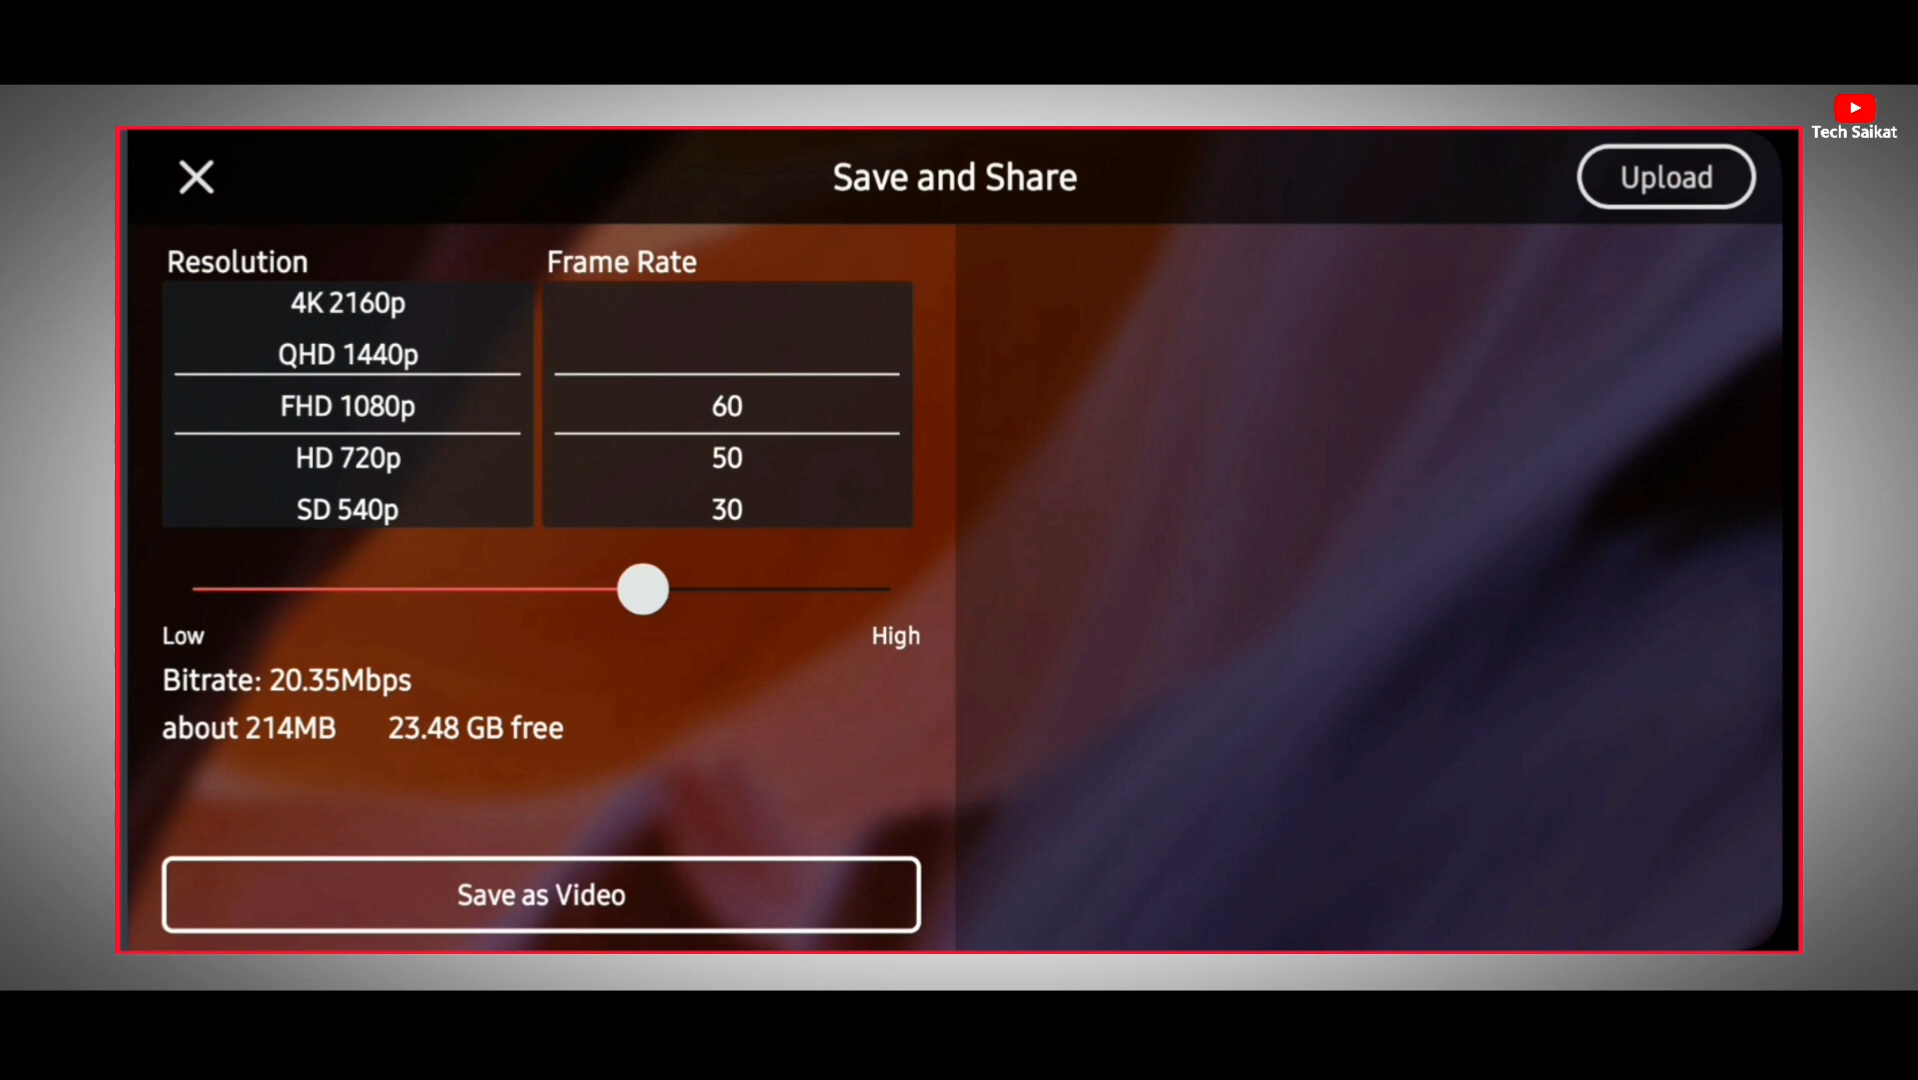 Tech Saikat
Save and Share
Upload
Resolution
Frame Rate
4K 2160p
QHD 1440p
FHD 1080p
60
HD 720p
50
SD 540p
30
Low
High
Bitrate: 20.35Mbps
about 214MB 23.48 GB free
Save as Video